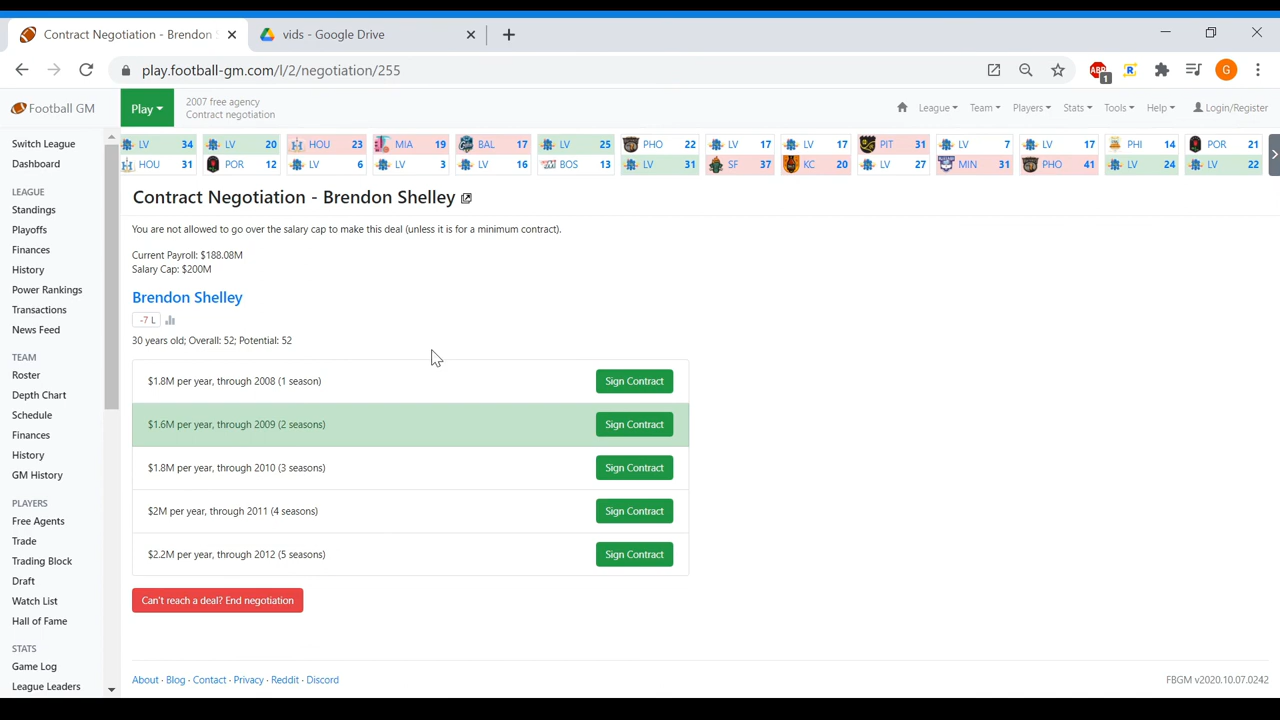 Contract Negotiation - Brendon S
vids - Google Drive
play.football-gm.com/l/2/negotiation/255
ABP
1
R
G
Football GM
Play
2007 free agency
Contract negotiation
League
Team
Players
Stats
Tools
Help
Login/Register
LV 34
HOU 31
LV 20
POR 12
HOU 23
LV 6
MIA 19
LV 3
BAL 17
LV 16
LV 25
BOS 13
PHO 22
LV 31
LV 17
SF 37
LV 17
KC 20
PIT 31
LV 27
LV 7
MIN 31
LV 17
PHO 41
PHI 14
LV 24
POR 21
LV 22
Switch League
Dashboard
LEAGUE
Standings
Playoffs
Finances
History
Power Rankings
Transactions
News Feed
TEAM
Roster
Depth Chart
Schedule
Finances
History
GM History
PLAYERS
Free Agents
Trade
Trading Block
Draft
Watch List
Hall of Fame
STATS
Game Log
League Leaders
Contract Negotiation - Brendon Shelley
You are not allowed to go over the salary cap to make this deal (unless it is for a minimum contract).
Current Payroll: $188.08M
Salary Cap: $200M
Brendon Shelley
-7 L
30 years old; Overall: 52; Potential: 52
$1.8M per year, through 2008 (1 season) Sign Contract
$1.6M per year, through 2009 (2 seasons) Sign Contract
$1.8M per year, through 2010 (3 seasons) Sign Contract
$2M per year, through 2011 (4 seasons) Sign Contract
$2.2M per year, through 2012 (5 seasons) Sign Contract
Can't reach a deal? End negotiation
About · Blog · Contact · Privacy · Reddit · Discord
FBGM v2020.10.07.0242